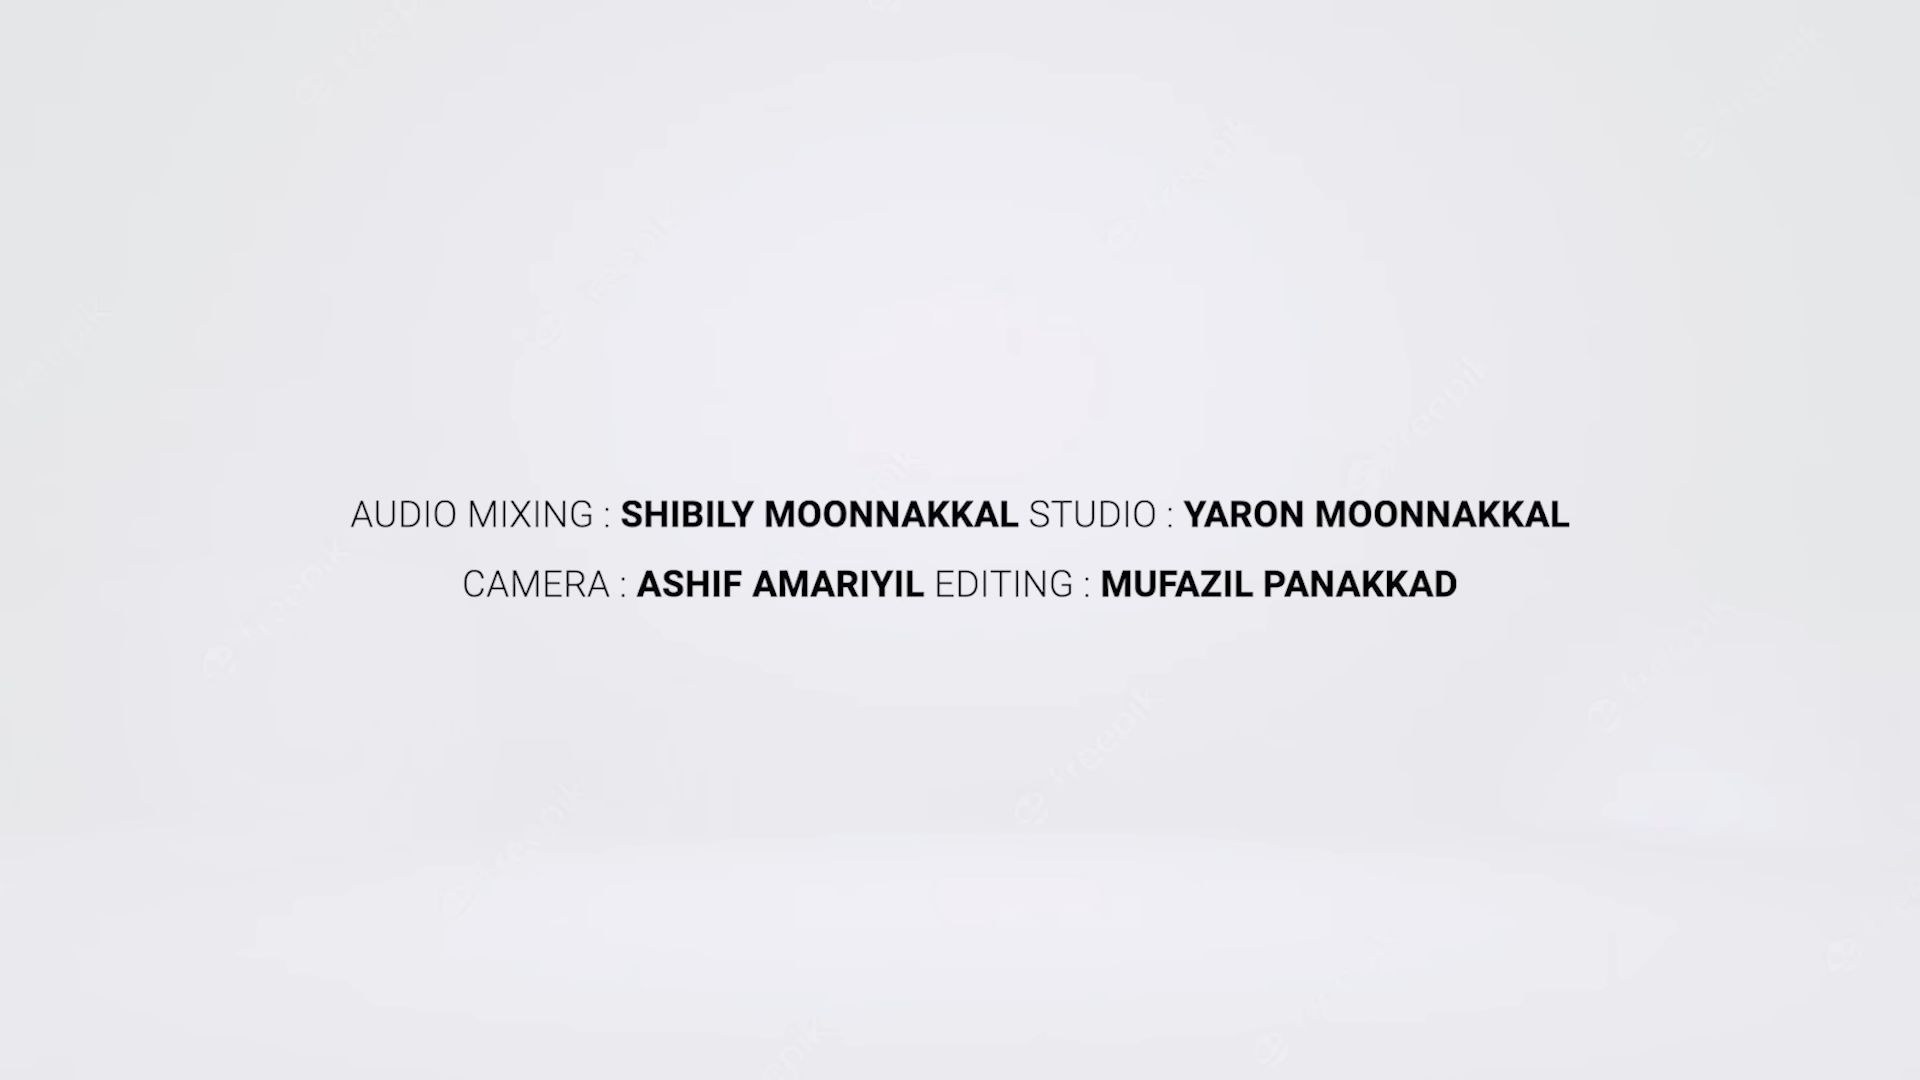 AUDIO MIXING : SHIBILY MOONNAKKAL STUDIO : YARON MOONNAKKAL
CAMERA : ASHIF AMARIYIL EDITING : MUFAZIL PANAKKAD